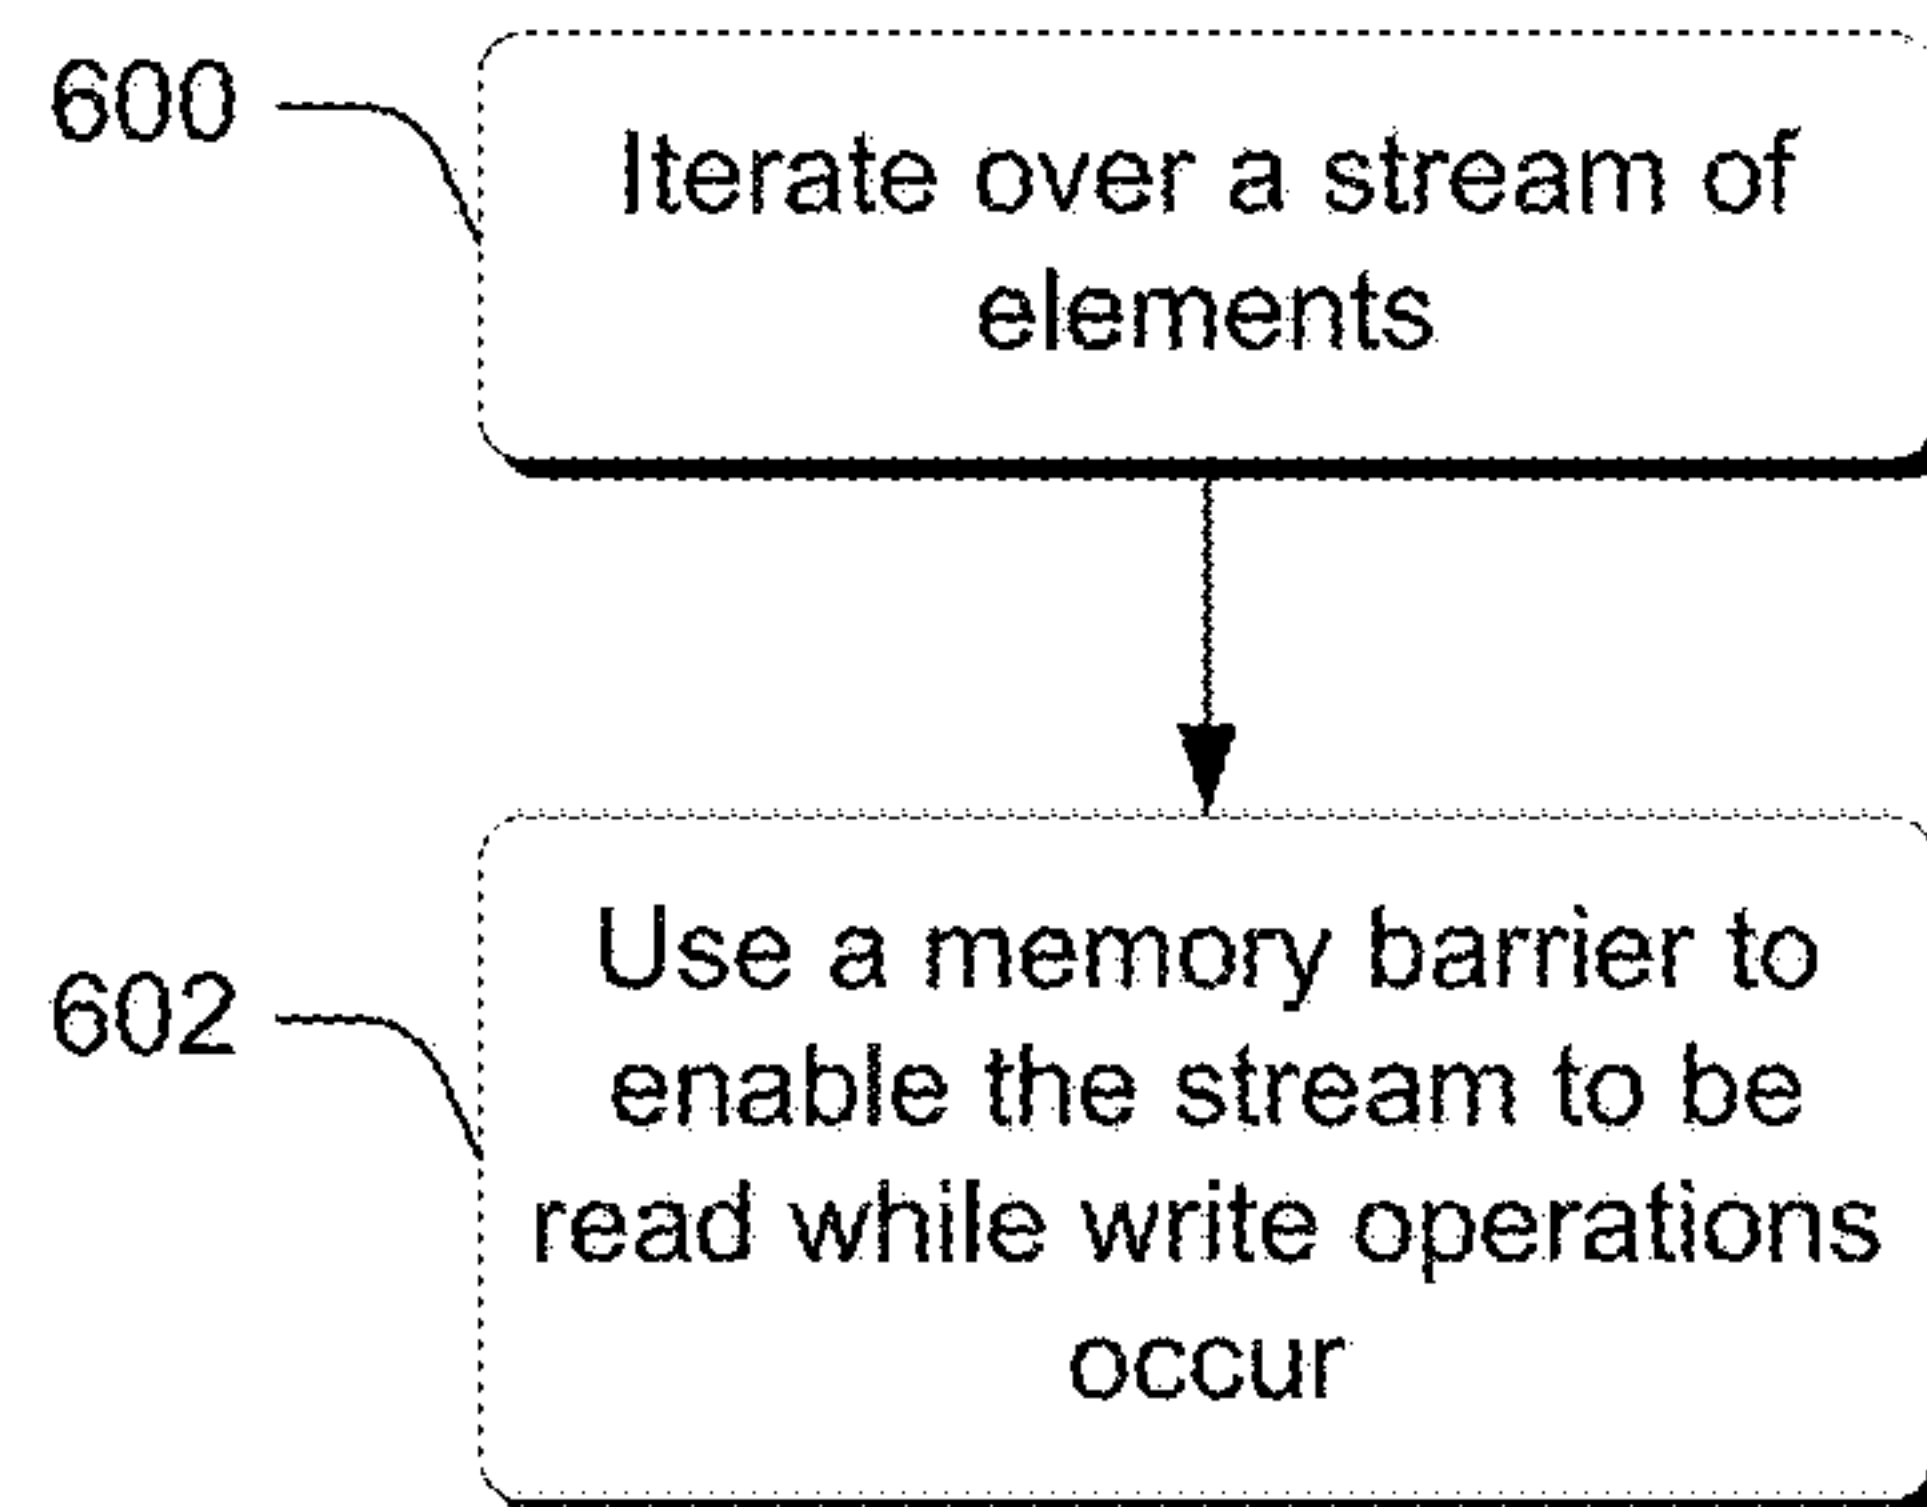 600
Iterate over a stream of
elements
602
Use a memory barrier to
enable the stream to be
read while write operations
occur